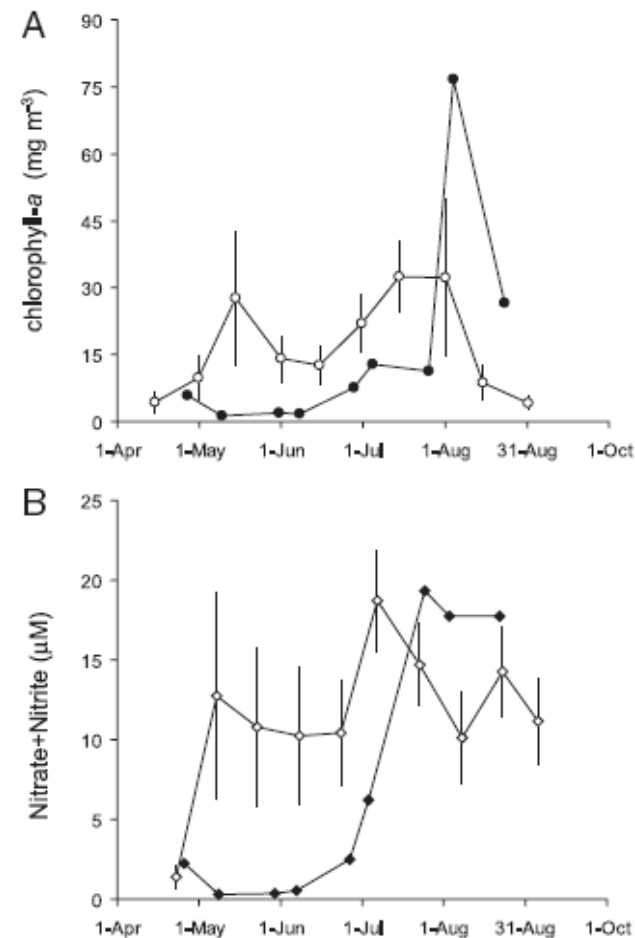 A
chlorophyll-a (mg m-3)
90
75
60
45
30
15
0
1-Apr 1-May 1-Jun 1-Jul 1-Aug 31-Aug 1-Oct
B
Nitrate+Nitrite (μM)
25
20
15
10
5
0
1-Apr 1-May 1-Jun 1-Jul 1-Aug 31-Aug 1-Oct